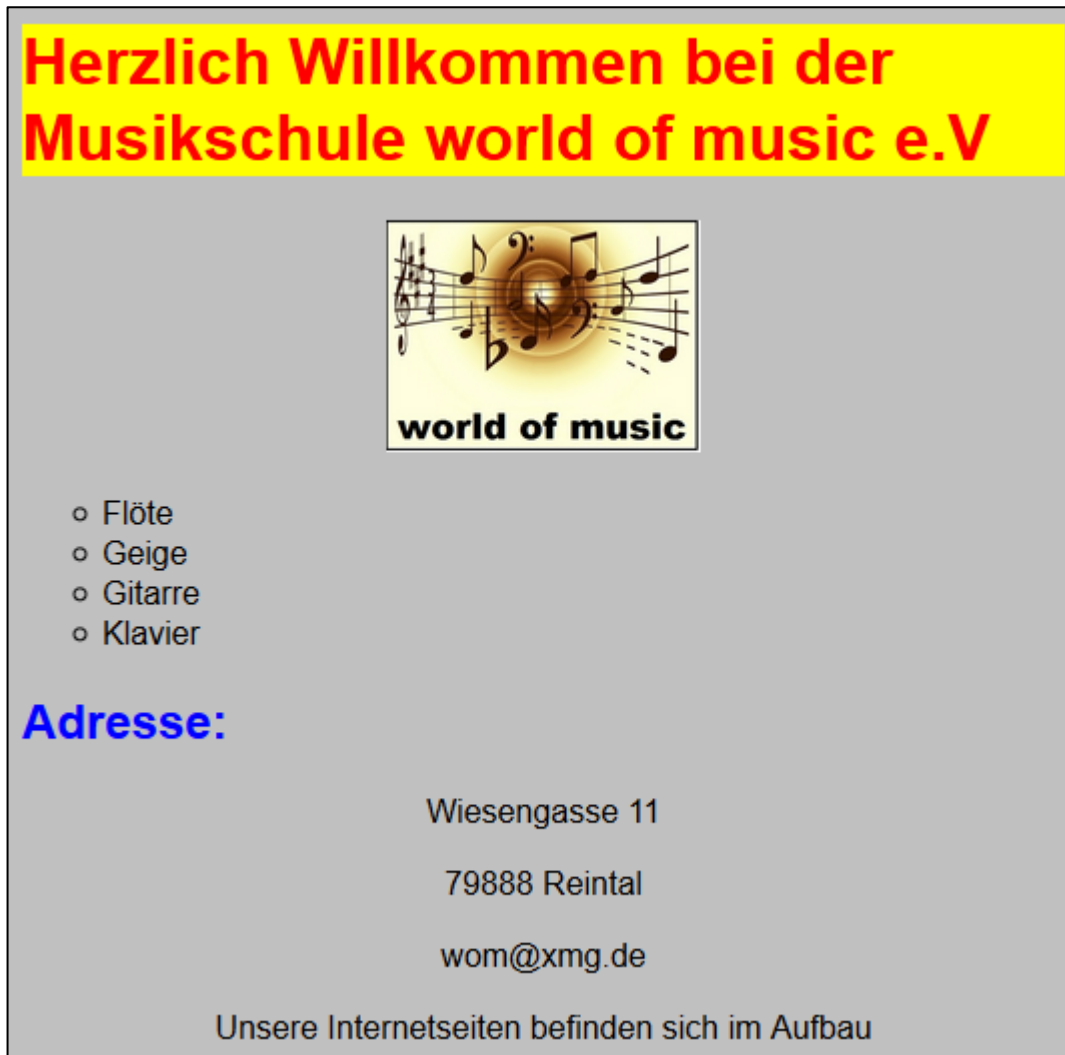 Herzlich Willkommen bei der
Musikschule world of music e.V
world of music
Flöte
Geige
Gitarre
Klavier
Adresse:
Wiesengasse 11
79888 Reintal
wom@xmg.de
Unsere Internetseiten befinden sich im Aufbau